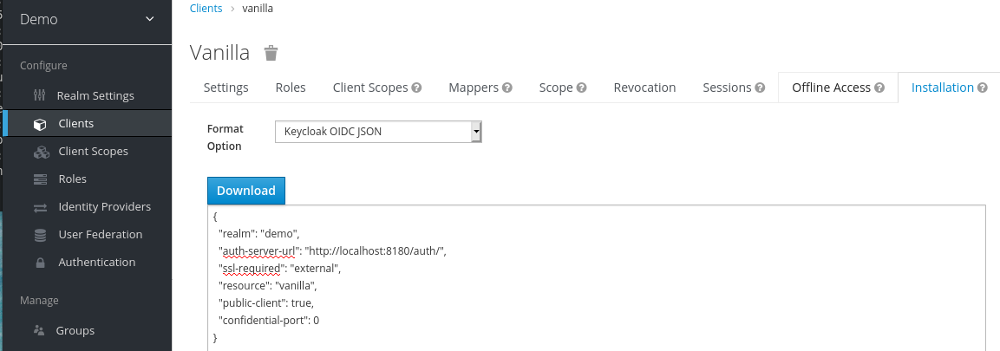 Demo
Configure
Realm Settings
Clients
Client Scopes
Roles
Identity Providers
User Federation
Authentication
Manage
Groups
Clients > vanilla
Vanilla
Settings Roles Client Scopes Mappers Scope Revocation Sessions Offline Access Installation
Format
Option
Keycloak OIDC JSON
Download
{
"realm": "demo",
"auth-server-url": "http://localhost:8180/auth/",
"ssl-required": "external",
"resource": "vanilla",
"public-client": true,
"confidential-port": 0
}